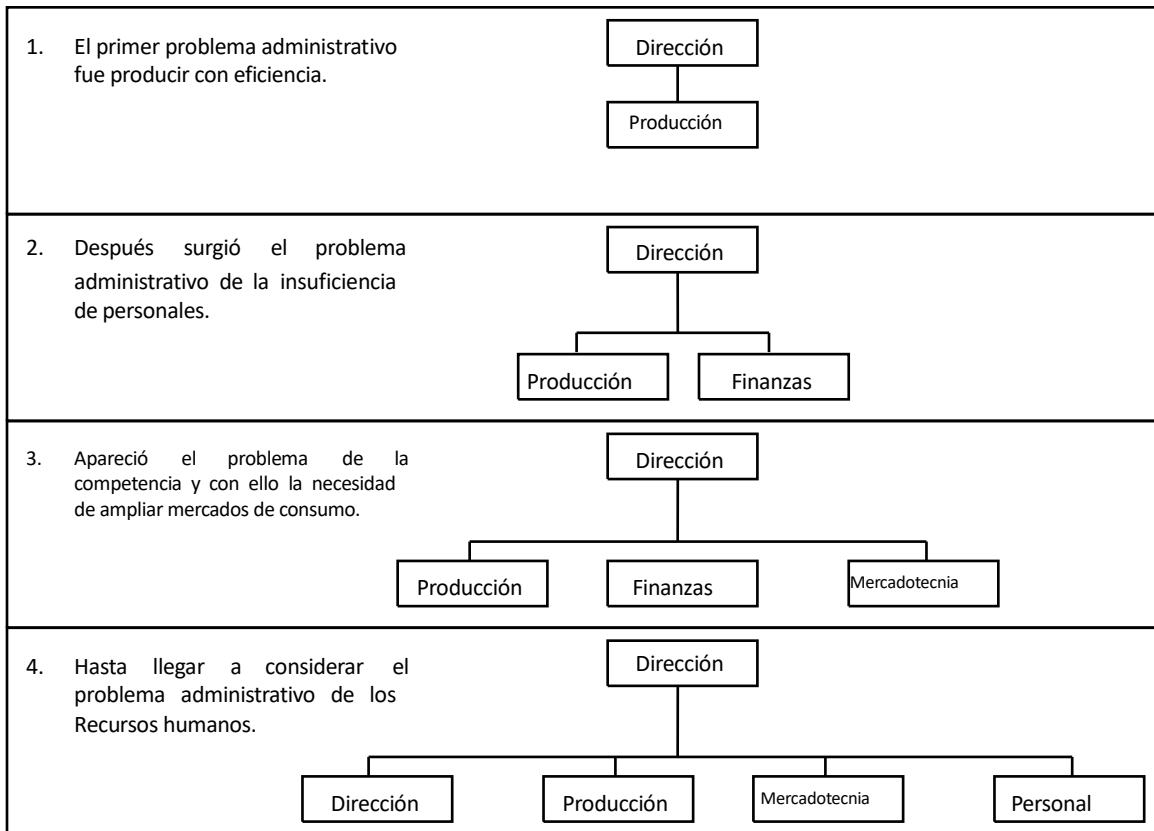 1. El primer problema administrativo
fue producir con eficiencia.
Dirección
Producción
2. Después surgió el problema
administrativo de la insuficiencia
de personales.
Dirección
Producción Finanzas
3. Apareció el problema de la
competencia y con ello la necesidad
de ampliar mercados de consumo.
Dirección
Producción Finanzas Mercadotecnia
4. Hasta llegar a considerar el
problema administrativo de los
Recursos humanos.
Dirección
Dirección Producción Mercadotecnia Personal